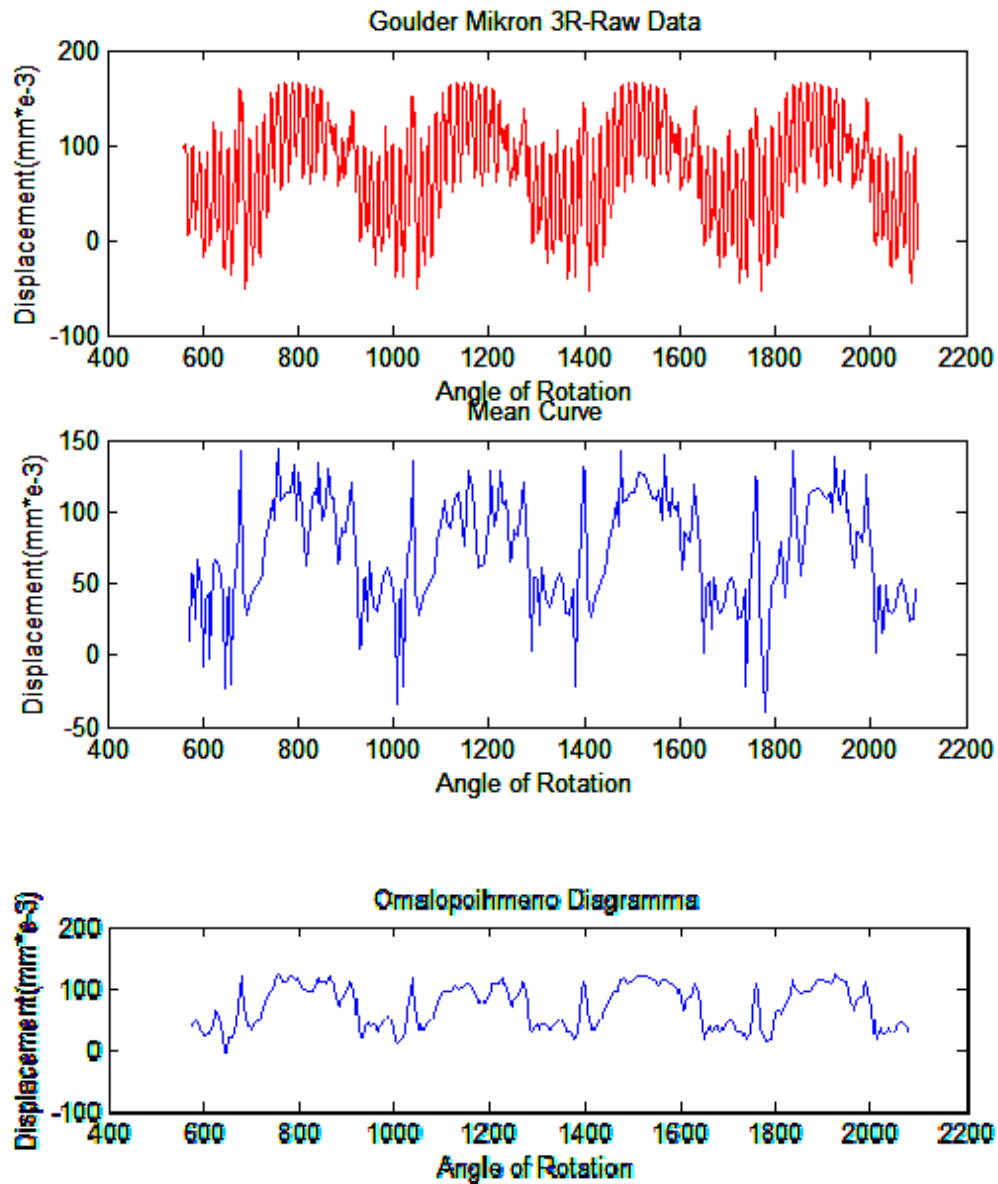 Goulder Mikron 3R-Raw Data
200
100
0
-100
Displacement(mm*e-3)
400 600 800 1000 1200 1400 1600 1800 2000 2200
Angle of Rotation
Mean Curve
150
100
50
0
-50
Displacement(mm*e-3)
400 600 800 1000 1200 1400 1600 1800 2000 2200
Angle of Rotation
Omalopoihmeno Diagramma
200
100
0
-100
Displacement(mm*e-3)
400 600 800 1000 1200 1400 1600 1800 2000 2200
Angle of Rotation